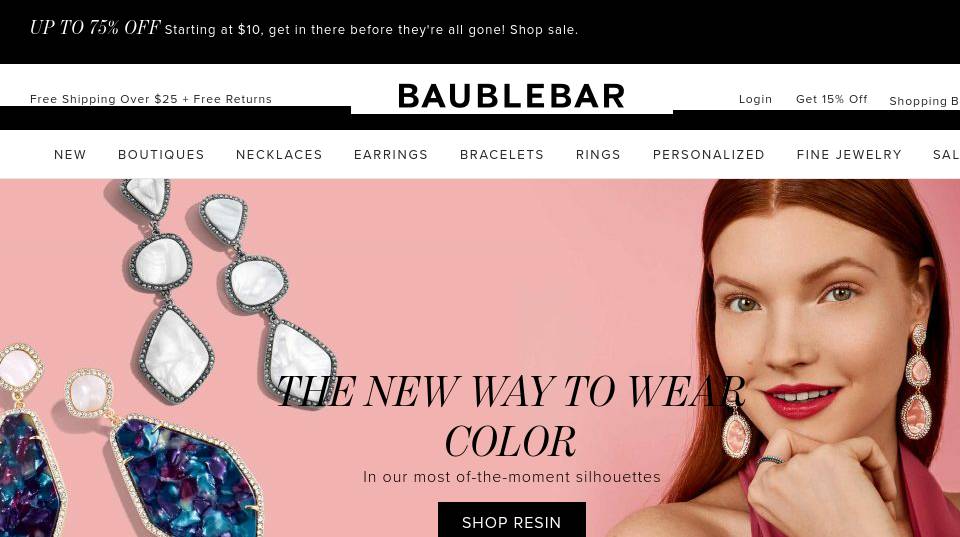 UP TO 75% OFF Starting at $10, get in there before they're all gone! Shop sale.
Free Shipping Over $25 + Free Returns
BAUBLEBAR
Login Get 15% Off Shopping B
NEW BOUTIQUES NECKLACES EARRINGS BRACELETS RINGS PERSONALIZED FINE JEWELRY SAL
THE NEW WAY TO WEAR
COLOR
In our most of-the-moment silhouettes
SHOP RESIN